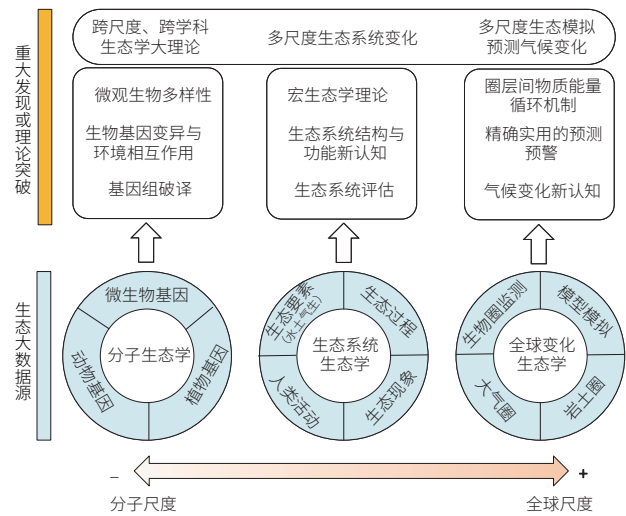 重大发现或理论突破
跨尺度、跨学科
生态学大理论
多尺度生态系统变化
多尺度生态模拟
预测气候变化
微观生物多样性
生物基因变异与
环境相互作用
基因组破译
宏生态学理论
生态系统结构与
功能新认知
生态系统评估
圈层间物质能量
循环机制
精确实用的预测
预警
气候变化新认知
生态大数据源
微生物基因
动物基因
植物基因
分子生态学
生态要素
(水土气生)
生态过程
人类活动
生态现象
生态系统
生态学
生物圈监测
模型模拟
大气圈
岩土圈
全球变化
生态学
–
+
分子尺度
全球尺度